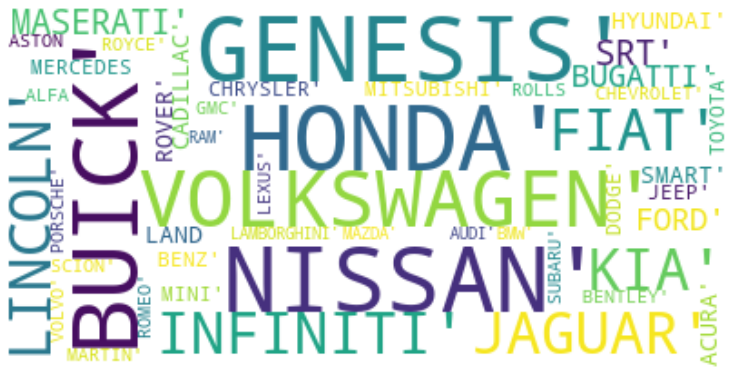 MASERATI.'
GENESIS'
HYUNDAI'
ASTON
ROYCE'
CADILLAC'
SRT'
MERCEDES
BUGATTI'
ALFA
ROVER'
CHRYSLER'
MITSUBISHI'
ROLLS
CHEVROLET'
TOYOTA'
GMC'
RAM'
HONDA'
FIAT'
LINCOLN'
BUICK'
LEXUS'
VOLKSWAGEN'
DODGE'
SMART'
JEEP'
PORSCHE'
FORD'
LAND
LAMBORGHINI'
MAZDA'
AUDI'
BMW'
SUBARU'
SCION'
BENZ'
NISSAN'
KIA'
VOLVO'
ROMEO'
MINI'
BENTLEY'
ACURA'
INFINITI'
JAGUAR'
MARTIN'